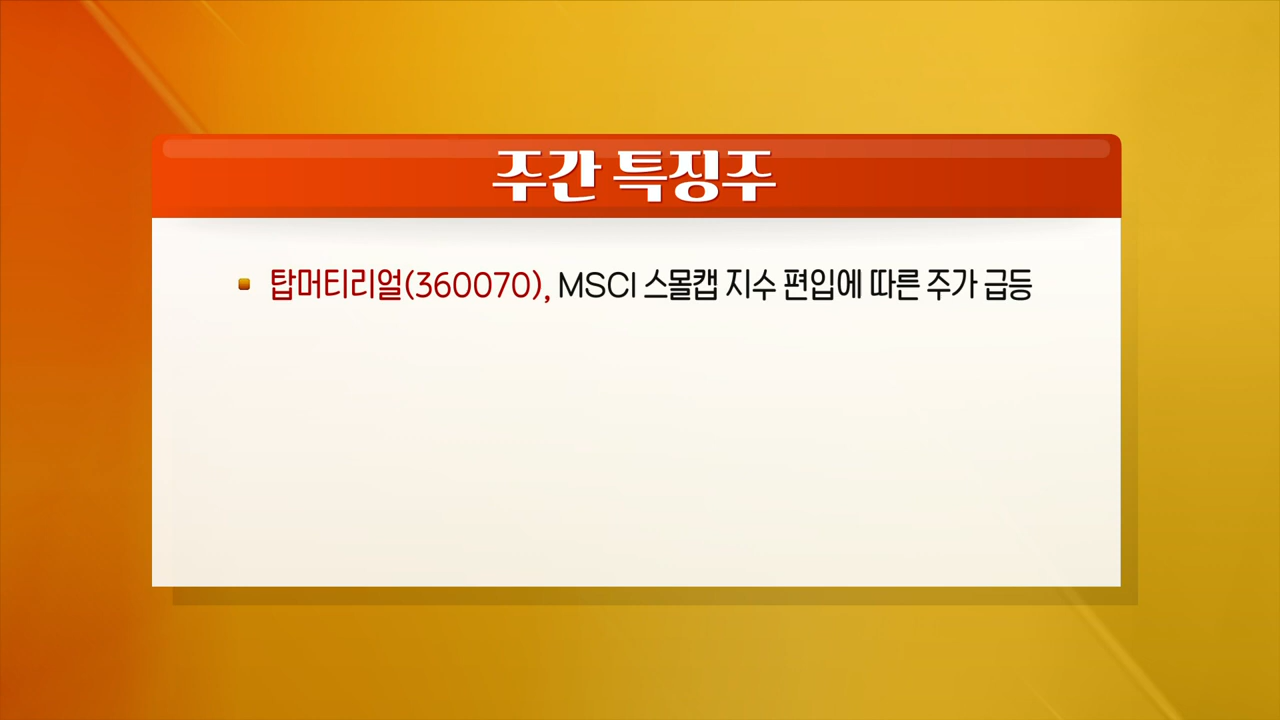 주간 특징주
탑머티리얼(360070), MSCI 스몰캡 지수 편입에 따른 주가 급등